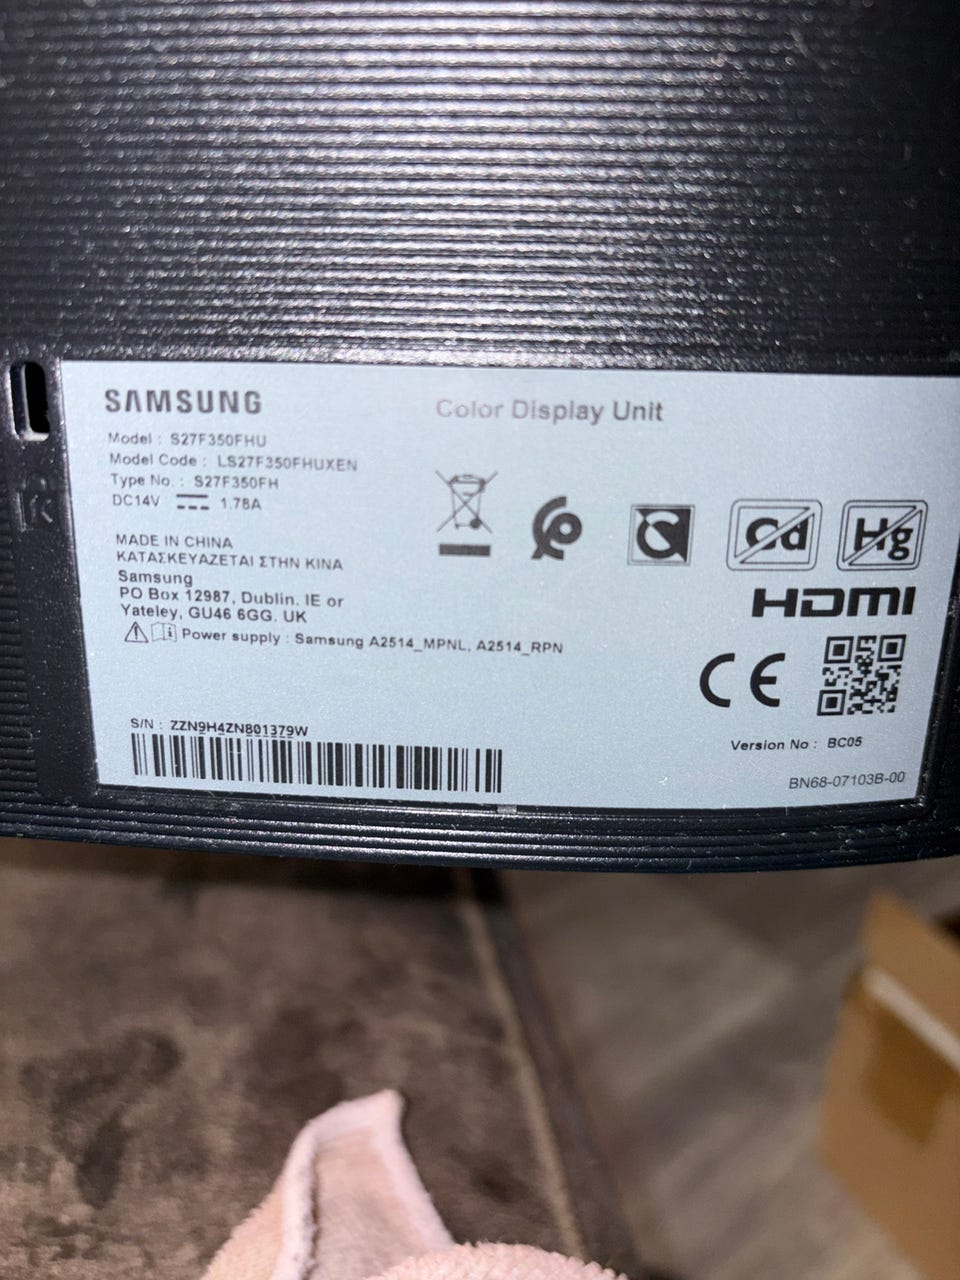 SAMSUNG
Color Display Unit
Model : S27F350FHU
Model Code : LS27F350FHUXEN
Type No. : S27F350FH
DC14V 1.78A
MADE IN CHINA
ΚΑΤΑΣΚΕΥΑΖΕΤΑΙ ΣΤΗΝ ΚΙΝΑ
Samsung
PO Box 12987, Dublin. IE or
Yateley, GU46 6GG. UK
Power supply : Samsung A2514_MPNL, A2514_RPN
Cd
Hg
HDMI
CE
S/N : ZZN9H4ZN801379W
Version No : BC05
BN68-07103B-00